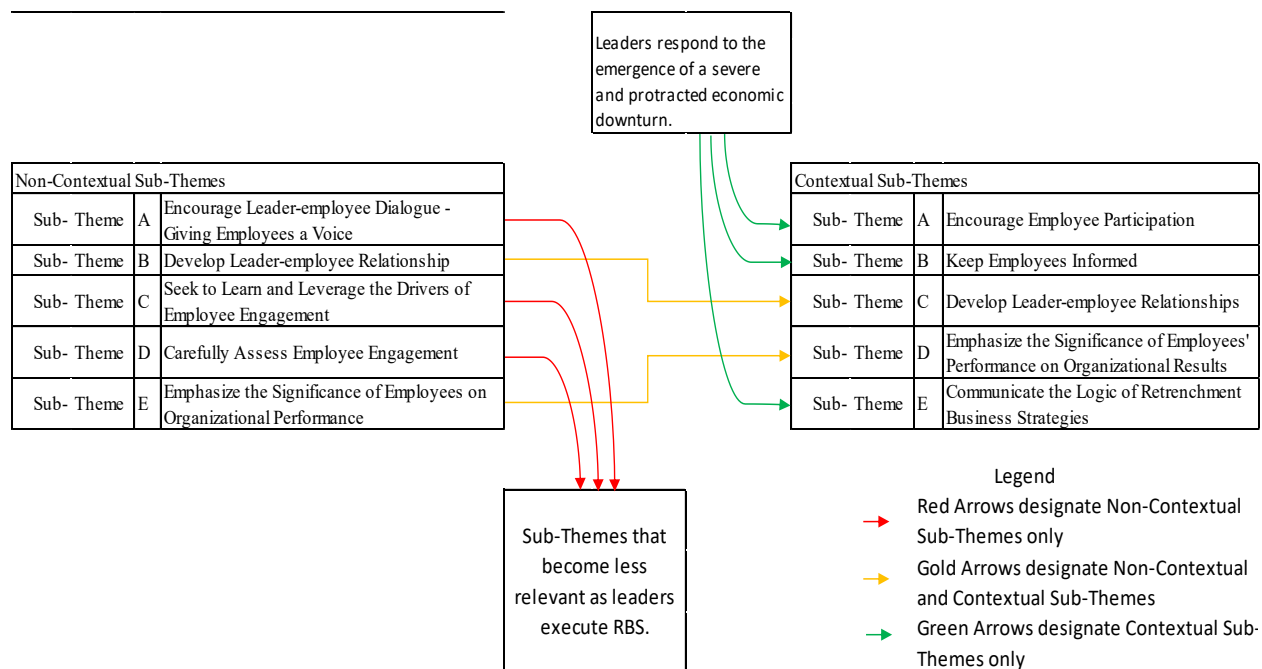 Leaders respond to the
emergence of a severe
and protracted economic
downturn.
Non-Contextual Sub-Themes
Sub- Theme A Encourage Leader-employee Dialogue -
Giving Employees a Voice
Sub- Theme B Develop Leader-employee Relationship
Sub- Theme C Seek to Learn and Leverage the Drivers of
Employee Engagement
Sub- Theme D Carefully Assess Employee Engagement
Sub- Theme E Emphasize the Significance of Employees on
Organizational Performance
Contextual Sub-Themes
Sub- Theme A Encourage Employee Participation
Sub- Theme B Keep Employees Informed
Sub- Theme C Develop Leader-employee Relationships
Sub- Theme D Emphasize the Significance of Employees'
Performance on Organizational Results
Sub- Theme E Communicate the Logic of Retrenchment
Business Strategies
Sub-Themes that
become less
relevant as leaders
execute RBS.
Legend
Red Arrows designate Non-Contextual
Sub-Themes only
Gold Arrows designate Non-Contextual
and Contextual Sub-Themes
Green Arrows designate Contextual Sub-
Themes only